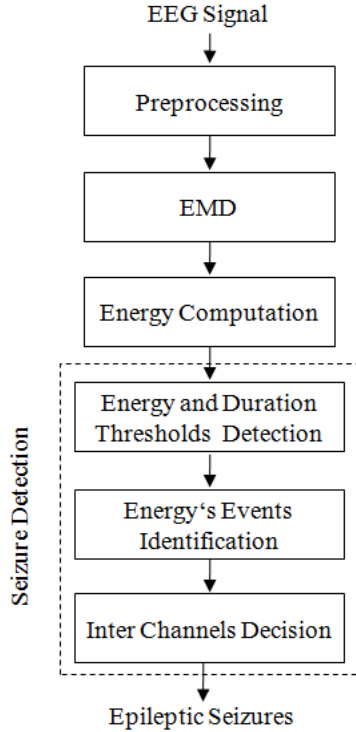 EEG Signal
Preprocessing
EMD
Energy Computation
Energy and Duration
Thresholds Detection
Energy‘s Events
Identification
Inter Channels Decision
Seizure Detection
Epileptic Seizures